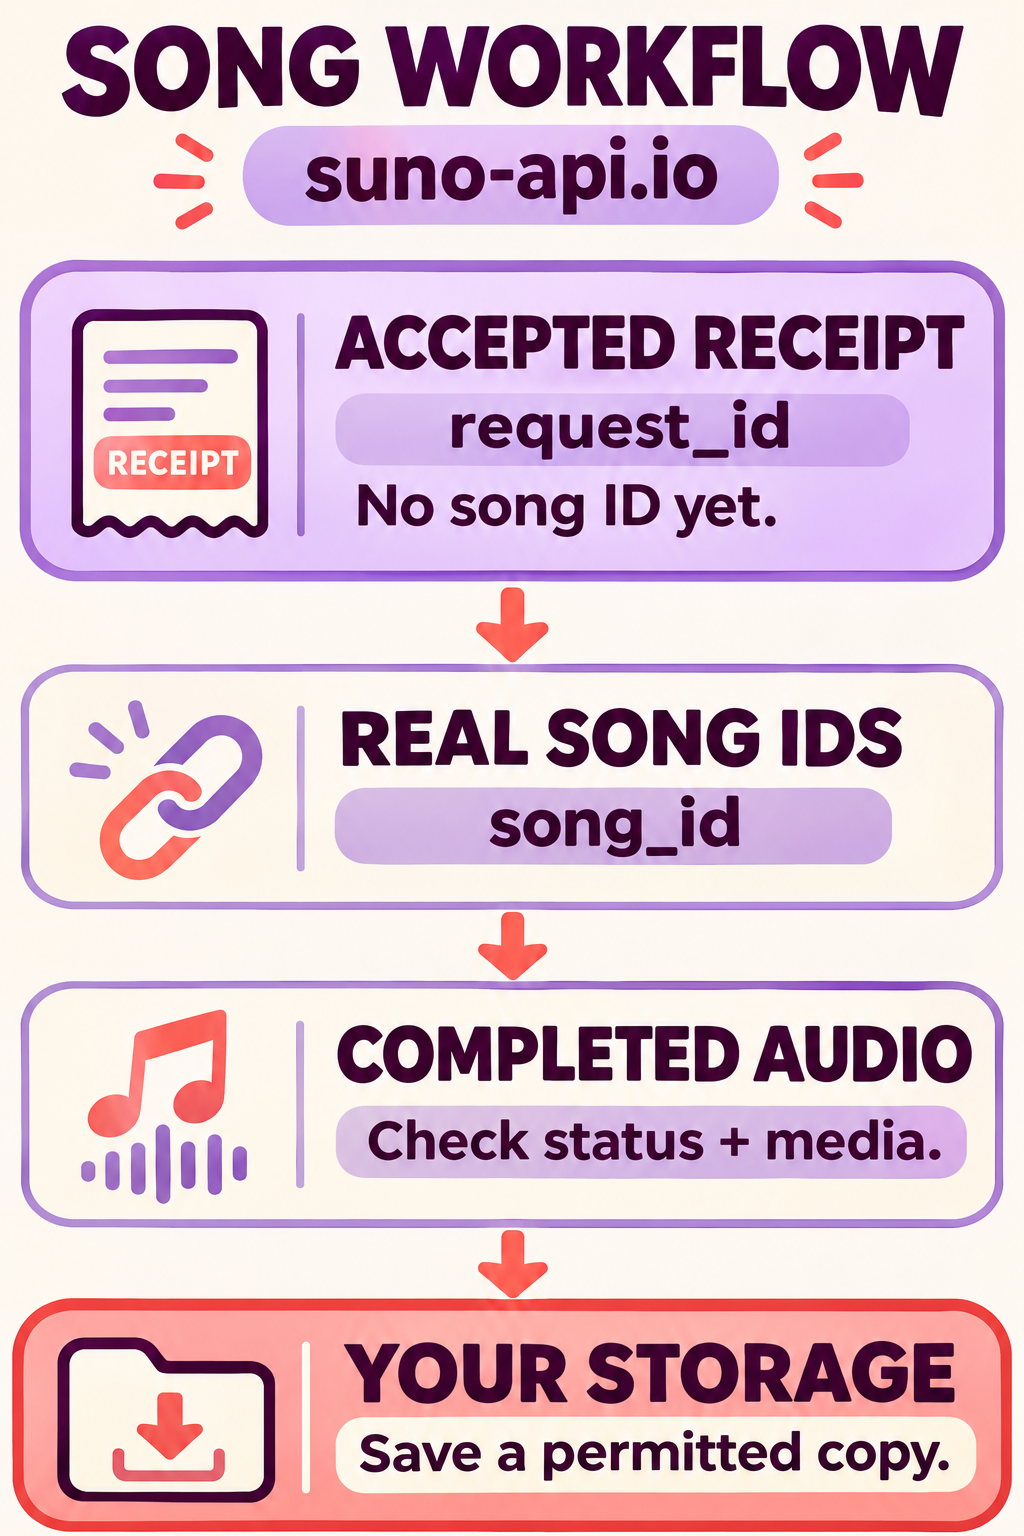 SONG WORKFLOW
suno-api.io
ACCEPTED RECEIPT
request_id
No song ID yet.
RECEIPT
REAL SONG IDS
song_id
COMPLETED AUDIO
Check status + media.
YOUR STORAGE
Save a permitted copy.